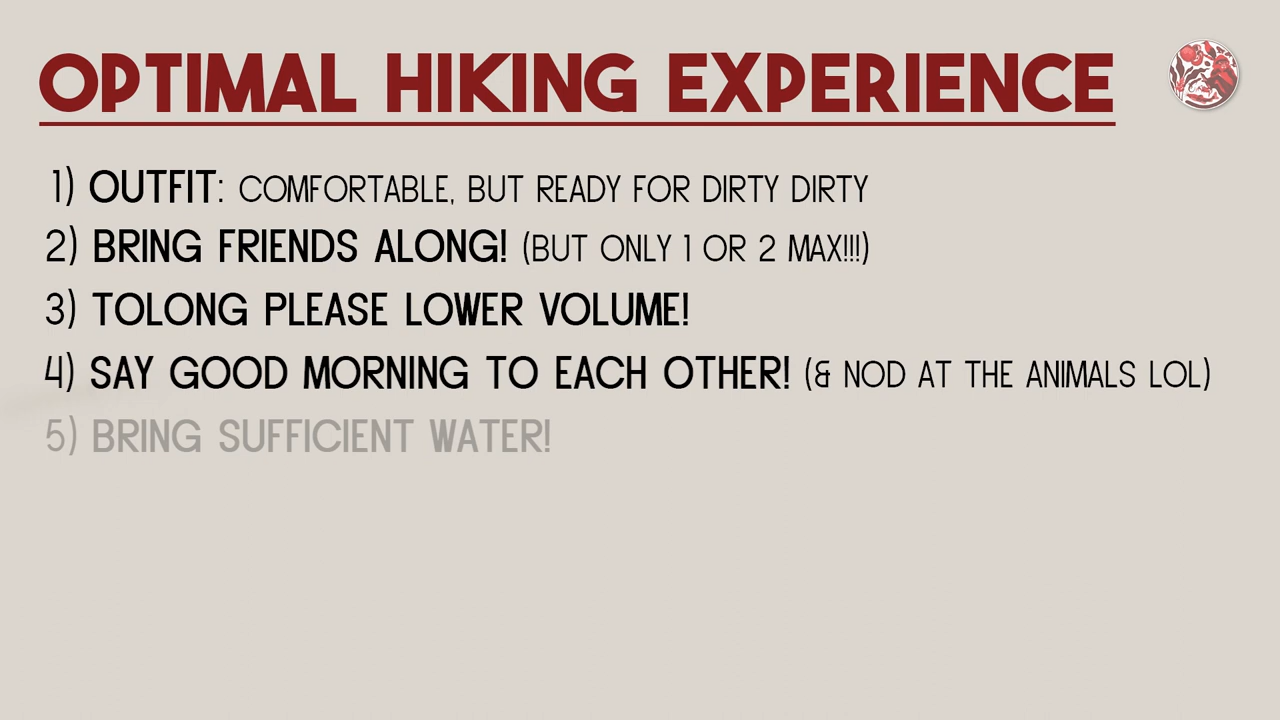 OPTIMAL HIKING EXPERIENCE
1) OUTFIT: COMFORTABLE, BUT READY FOR DIRTY DIRTY
2) BRING FRIENDS ALONG! (BUT ONLY 1 OR 2 MAX!!!)
3) TOLONG PLEASE LOWER VOLUME!
4) SAY GOOD MORNING TO EACH OTHER! (& NOD AT THE ANIMALS LOL)
5) BRING SUFFICIENT WATER!